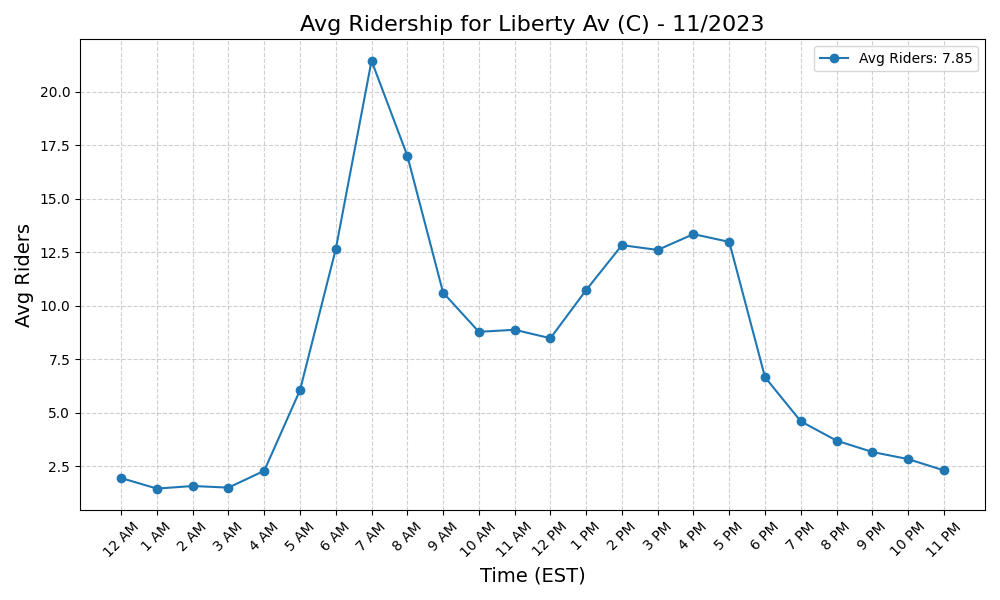 Avg Ridership for Liberty Av (C) - 11/2023
Avg Riders: 7.85
Avg Riders
20.0
17.5
15.0
12.5
10.0
7.5
5.0
2.5
12 AM
1 AM
2 AM
3 AM
4 AM
5 AM
6 AM
7 AM
8 AM
9 AM
10 AM
11 AM
12 PM
1 PM
2 PM
3 PM
4 PM
5 PM
6 PM
7 PM
8 PM
9 PM
10 PM
11 PM
Time (EST)